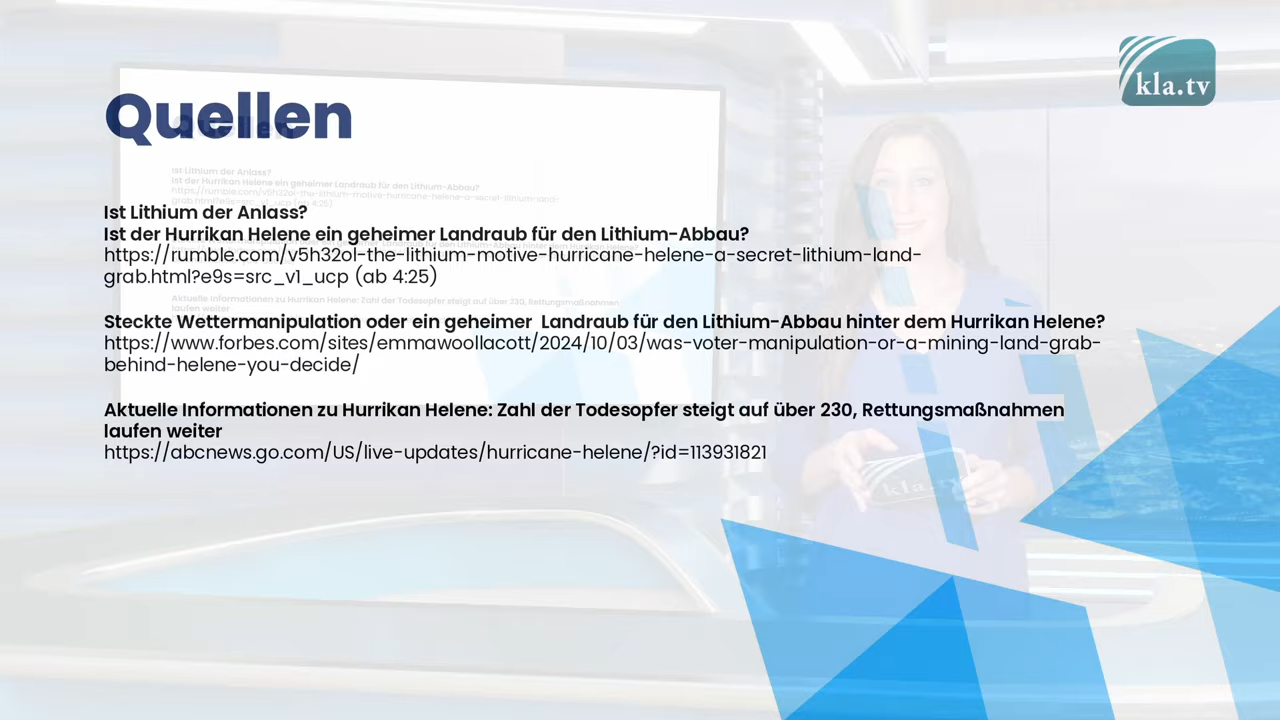 kla.tv
Quellen
Ist Lithium der Anlass?
Ist der Hurrikan Helene ein geheimer Landraub für den Lithium-Abbau?
https://rumble.com/v5h32ol-the-lithium-motive-hurricane-helene-a-secret-lithium-land-
grab.html?e9s=src_v1_ucp (ab 4:25)
Steckte Wettermanipulation oder ein geheimer  Landraub für den Lithium-Abbau hinter dem Hurrikan Helene?
https://www.forbes.com/sites/emmawoollacott/2024/10/03/was-voter-manipulation-or-a-mining-land-grab-
behind-helene-you-decide/
Aktuelle Informationen zu Hurrikan Helene: Zahl der Todesopfer steigt auf über 230, Rettungsmaßnahmen
laufen weiter
https://abcnews.go.com/US/live-updates/hurricane-helene/?id=113931821
kla.tv